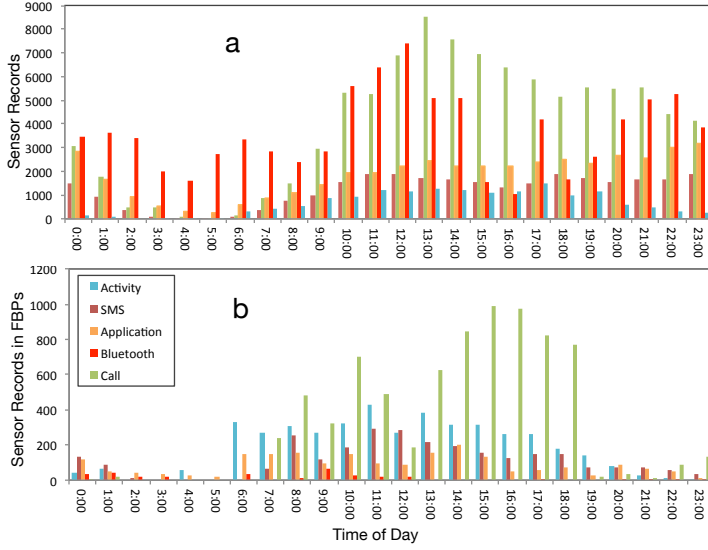 a
Sensor Records
9000
8000
7000
6000
5000
4000
3000
2000
1000
0
0:00 1:00 2:00 3:00 4:00 5:00 6:00 7:00 8:00 9:00 10:00 11:00 12:00 13:00 14:00 15:00 16:00 17:00 18:00 19:00 20:00 21:00 22:00 23:00
b
Sensor Records in FBPs
1200
1000
800
600
400
200
0
Activity
SMS
Application
Bluetooth
Call
0:00 1:00 2:00 3:00 4:00 5:00 6:00 7:00 8:00 9:00 10:00 11:00 12:00 13:00 14:00 15:00 16:00 17:00 18:00 19:00 20:00 21:00 22:00 23:00
Time of Day